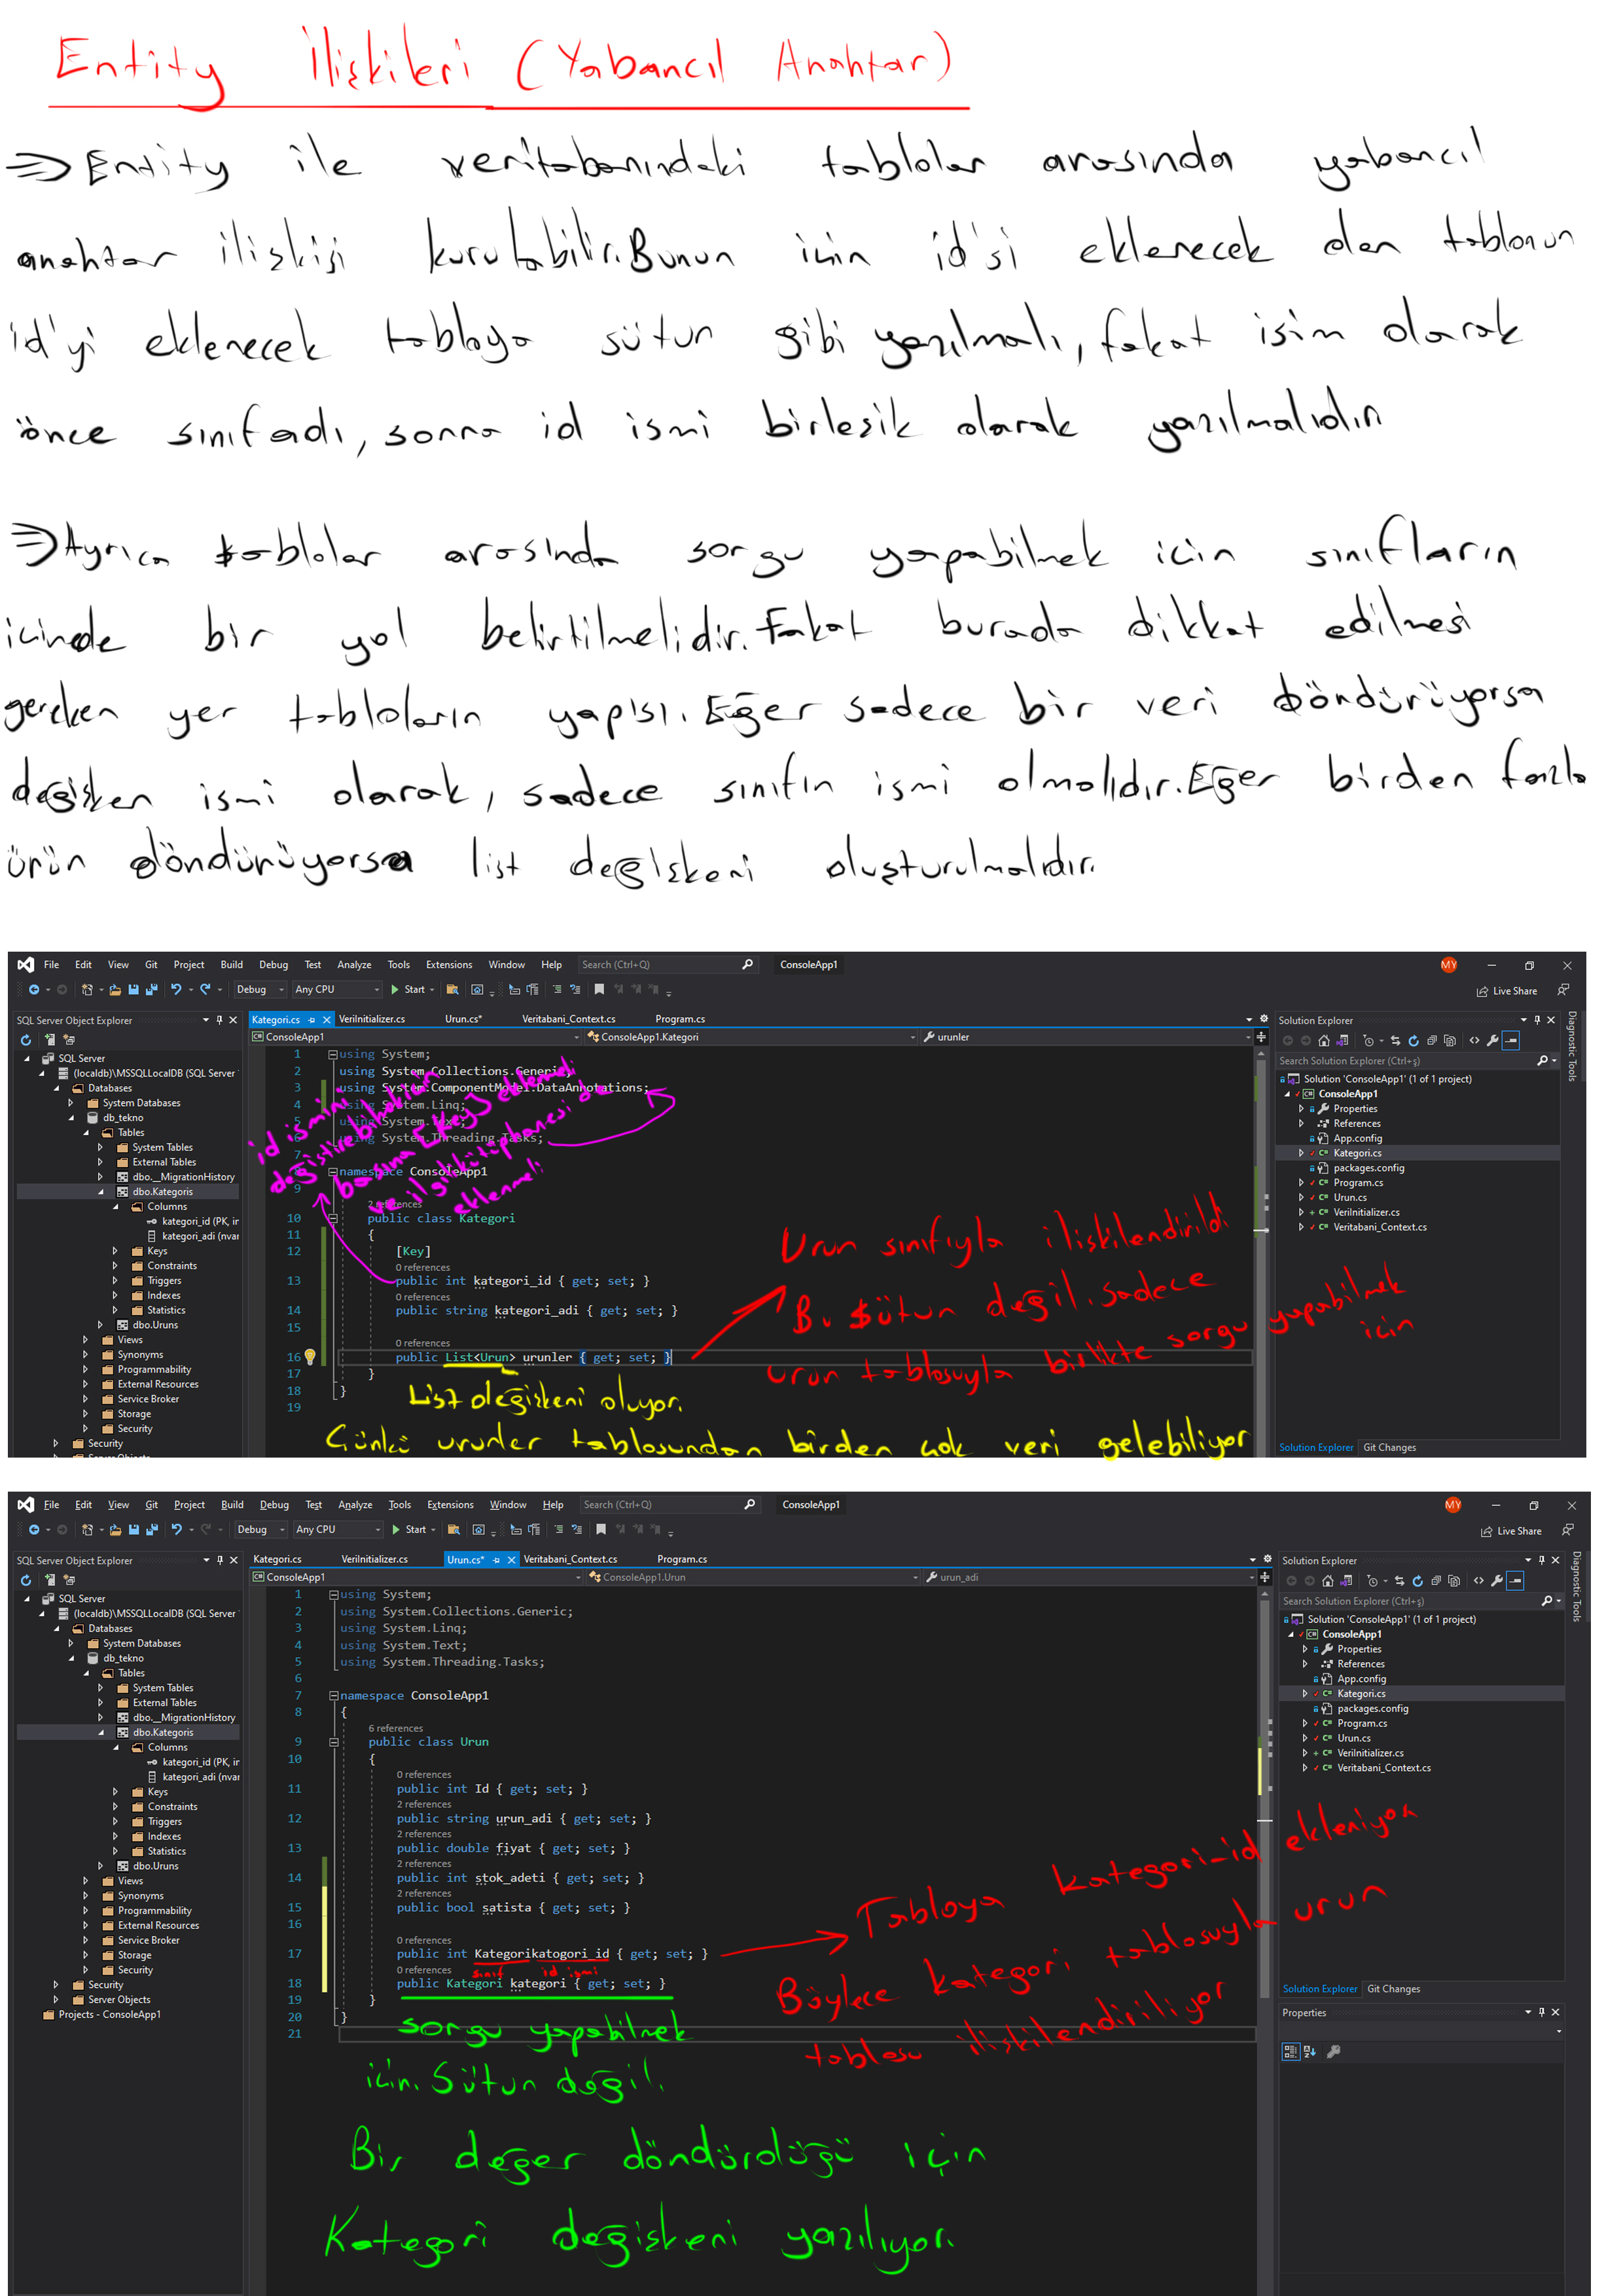 Entity İlişkileri (Yabancıl Anahtar)
⇒ Entity ile veritabanındaki tablolar arasında yabancıl
anahtar ilişkisi kurulabilir. Bunun için id'si eklenecek olan tablonun
id'yi eklenecek tabloya sütun gibi yazılmalı, fakat isim olarak
önce sınıf adı, sonra id ismi birleşik olarak yazılmalıdır.
⇒ Ayrıca tablolar arasında sorgu yapabilmek için sınıfların
içinde bir yol belirtilmelidir. Fakat burada dikkat edilmesi
gereken yer tabloların yapısı. Eğer sadece bir veri döndürüyorsa
değişken ismi olarak, sadece sınıfın ismi olmalıdır. Eğer birden fazla
ürün döndürüyorsa list değişkeni oluşturulmalıdır.
File Edit View Git Project Build Debug Test Analyze Tools Extensions Window Help Search (Ctrl+Q) ConsoleApp1 MY
Debug Any CPU Start Live Share
SQL Server Object Explorer
SQL Server
(localdb)\MSSQLLocalDB (SQL Server
Databases
System Databases
db_tekno
Tables
System Tables
External Tables
dbo.__MigrationHistory
dbo.Kategoris
Columns
kategori_id (PK, ir
kategori_adi (nvar
Keys
Constraints
Triggers
Indexes
Statistics
dbo.Uruns
Views
Synonyms
Programmability
External Resources
Service Broker
Storage
Security
Security
Server Objects
Kategori.cs VeriInitializer.cs Urun.cs* Veritabani_Context.cs Program.cs
ConsoleApp1 ConsoleApp1.Kategori urunler
1 using System;
2 using System.Collections.Generic;
3 using System.ComponentModel.DataAnnotations;
4 using System.Linq;
5 using System.Text;
6 using System.Threading.Tasks;
7
8 namespace ConsoleApp1
9
2 references
10 public class Kategori
11 {
12 [Key]
0 references
13 public int kategori_id { get; set; }
0 references
14 public string kategori_adi { get; set; }
15
0 references
16 public List<Urun> urunler { get; set; }
17 }
18 }
19
id ismini
değiştirebilmek için
başına [Key] eklemeli
ve ilgili kütüphanesi de
eklenmeli
Urun sınıfıyla ilişkilendirildi
Bu sütun değil. sadece
urun tablosuyla birlikte sorgu yapabilmek
için
List değişkeni oluyor.
Çünkü urunler tablosundan birden çok veri gelebiliyor
Solution Explorer
Search Solution Explorer (Ctrl+ş)
Solution 'ConsoleApp1' (1 of 1 project)
ConsoleApp1
Properties
References
App.config
Kategori.cs
packages.config
Program.cs
Urun.cs
VeriInitializer.cs
Veritabani_Context.cs
Solution Explorer Git Changes
Diagnostic Tools
File Edit View Git Project Build Debug Test Analyze Tools Extensions Window Help Search (Ctrl+Q) ConsoleApp1 MY
Debug Any CPU Start Live Share
SQL Server Object Explorer
SQL Server
(localdb)\MSSQLLocalDB (SQL Server
Databases
System Databases
db_tekno
Tables
System Tables
External Tables
dbo.__MigrationHistory
dbo.Kategoris
Columns
kategori_id (PK, ir
kategori_adi (nvar
Keys
Constraints
Triggers
Indexes
Statistics
dbo.Uruns
Views
Synonyms
Programmability
External Resources
Service Broker
Storage
Security
Security
Server Objects
Projects - ConsoleApp1
Kategori.cs VeriInitializer.cs Urun.cs* Veritabani_Context.cs Program.cs
ConsoleApp1 ConsoleApp1.Urun urun_adi
1 using System;
2 using System.Collections.Generic;
3 using System.Linq;
4 using System.Text;
5 using System.Threading.Tasks;
6
7 namespace ConsoleApp1
8 {
6 references
9 public class Urun
10 {
0 references
11 public int Id { get; set; }
2 references
12 public string urun_adi { get; set; }
2 references
13 public double fiyat { get; set; }
2 references
14 public int stok_adeti { get; set; }
2 references
15 public bool satista { get; set; }
16
0 references
17 public int Kategorikatogori_id { get; set; }
0 references
sınıf id ismi
18 public Kategori kategori { get; set; }
19 }
20 }
21
Tabloya kategori_id ekleniyor
Böylece kategori tablosuyla urun
tablosu ilişkilendiriliyor
sorgu yapabilmek
için. Sütun değil.
Bir değer döndürdüğü için
Kategori değişkeni yazılıyor.
Solution Explorer
Search Solution Explorer (Ctrl+ş)
Solution 'ConsoleApp1' (1 of 1 project)
ConsoleApp1
Properties
References
App.config
Kategori.cs
packages.config
Program.cs
Urun.cs
VeriInitializer.cs
Veritabani_Context.cs
Solution Explorer Git Changes
Properties
Diagnostic Tools